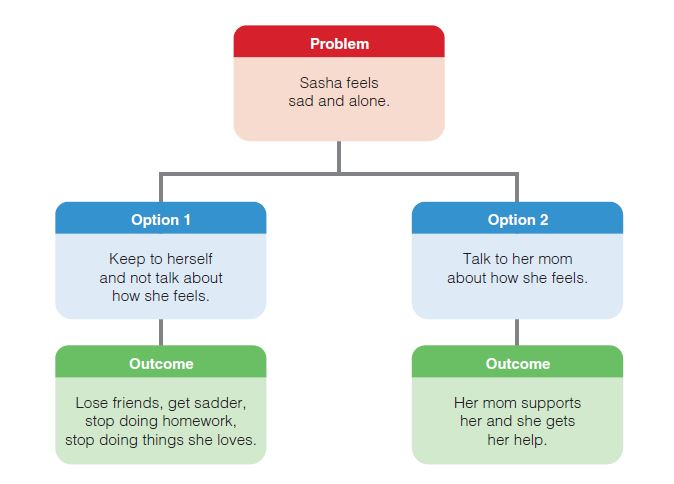 Problem
Sasha feels
sad and alone.
Option 1
Keep to herself
and not talk about
how she feels.
Option 2
Talk to her mom
about how she feels.
Outcome
Lose friends, get sadder,
stop doing homework,
stop doing things she loves.
Outcome
Her mom supports
her and she gets
her help.